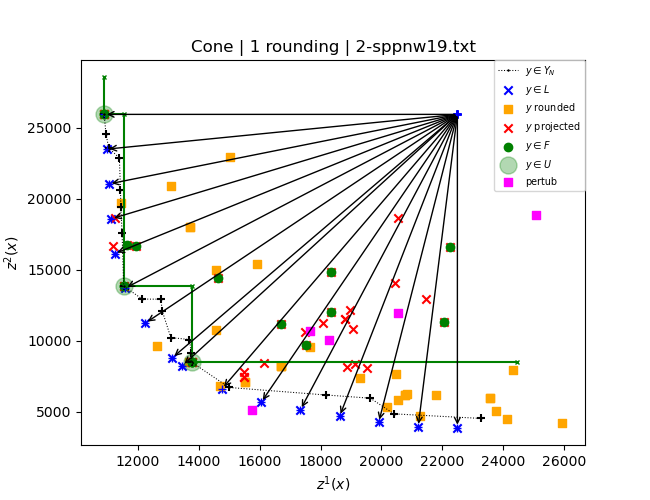 Cone | 1 rounding | 2-sppnw19.txt
y ∈ Y_N
y ∈ L
y rounded
y projected
y ∈ F
y ∈ U
pertub
25000
20000
15000
10000
5000
z²(x)
12000 14000 16000 18000 20000 22000 24000 26000
z¹(x)